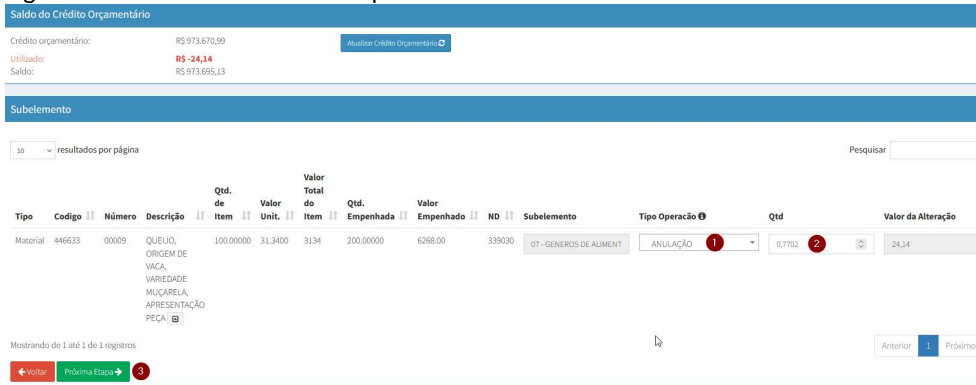 Saldo do Crédito Orçamentário
Crédito orçamentário: R$ 973.670,99 Atualizar Crédito Orçamentário
Utilizado: R$ -24,14
Saldo: R$ 973.695,13
Subelemento
10 resultados por página Pesquisar
Tipo Codigo Número Descrição Qtd. de Item Valor Unit. Valor Total do Item Qtd. Empenhada Valor Empenhado ND Subelemento Tipo Operacão Qtd Valor da Alteração
Material 446633 00009 QUEIJO, 100.00000 31.3400 3134 200.00000 6268.00 339030 07 - GENEROS DE ALIMENT ANULAÇÃO 1 0,7702 2 24,14
ORIGEM DE
VACA,
VARIEDADE
MUÇARELA,
APRESENTAÇÃO
PEÇA
Mostrando de 1 até 1 de 1 registros Anterior 1 Próximo
Voltar Próxima Etapa 3